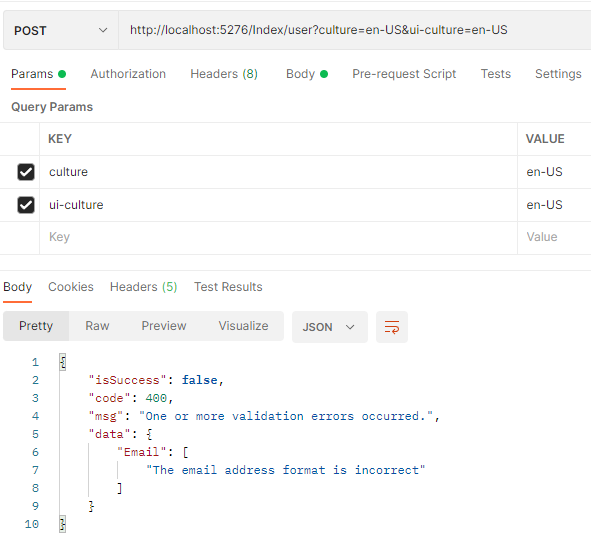 POST http://localhost:5276/Index/user?culture=en-US&ui-culture=en-US
Params Authorization Headers (8) Body Pre-request Script Tests Settings
Query Params
KEY VALUE
culture en-US
ui-culture en-US
Key Value
Body Cookies Headers (5) Test Results
Pretty Raw Preview Visualize JSON
1 {
2 "isSuccess": false,
3 "code": 400,
4 "msg": "One or more validation errors occurred.",
5 "data": {
6 "Email": [
7 "The email address format is incorrect"
8 ]
9 }
10 }